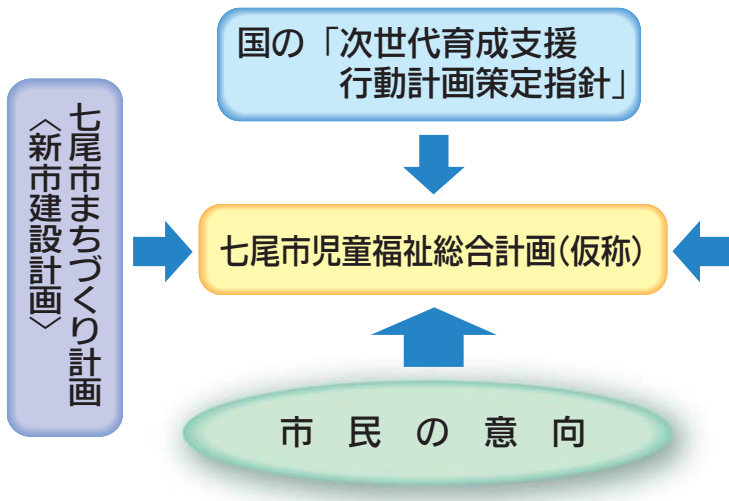 国の「次世代育成支援
行動計画策定指針」
七尾市まちづくり計画
〈新市建設計画〉
七尾市児童福祉総合計画(仮称)
市民の意向